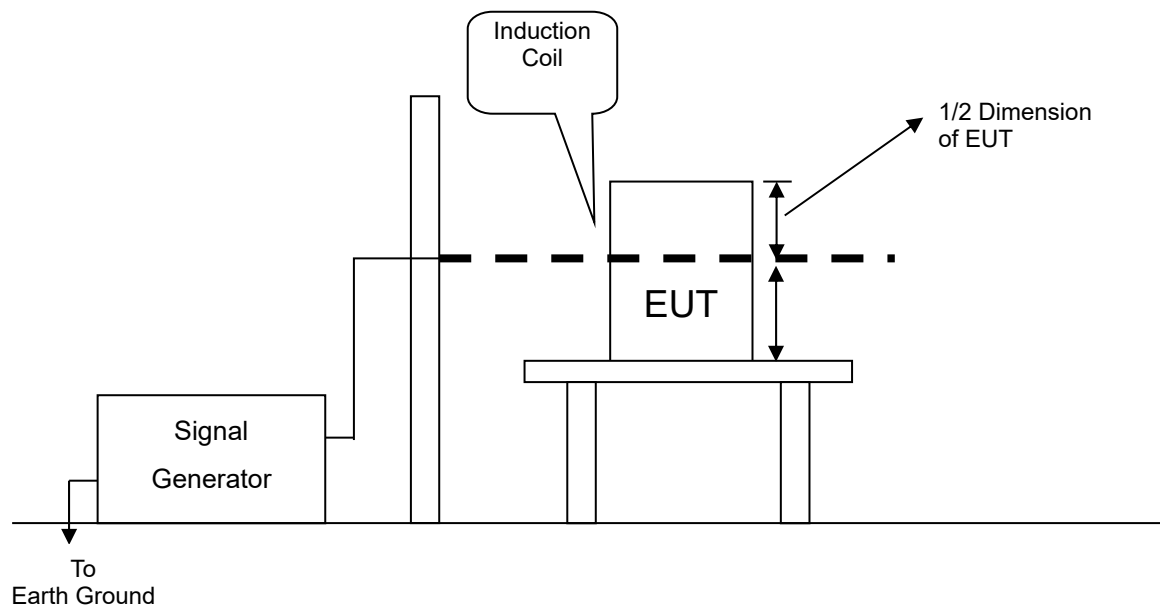 Induction
Coil
1/2 Dimension
of EUT
EUT
Signal
Generator
To
Earth Ground